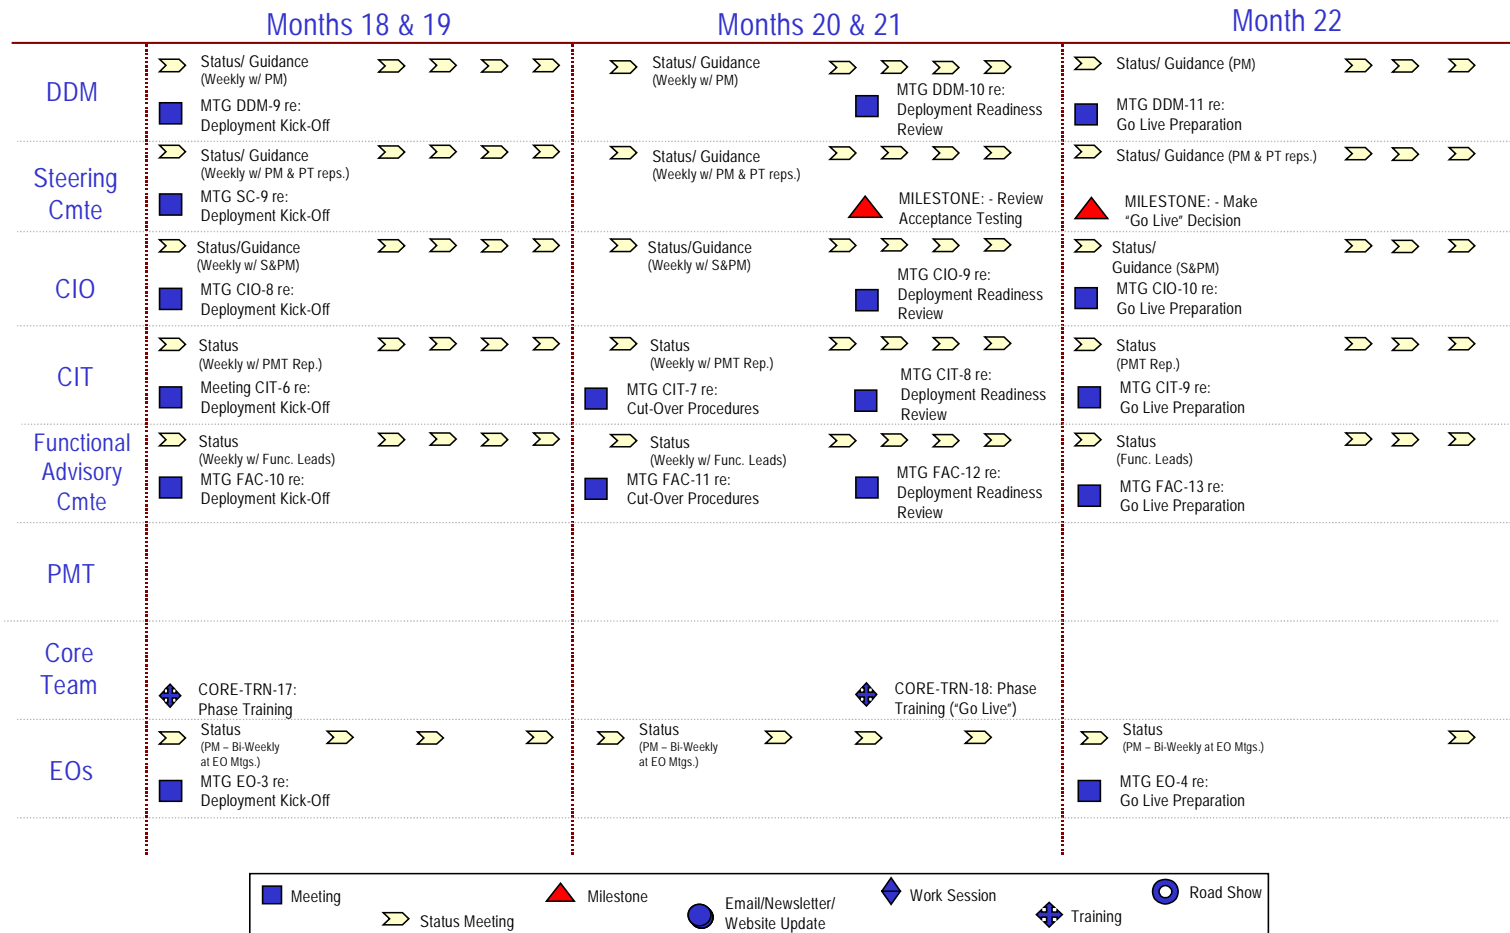 Months 18 & 19
Months 20 & 21
Month 22
DDM
Status/ Guidance
(Weekly w/ PM)
MTG DDM-9 re:
Deployment Kick-Off
Status/ Guidance
(Weekly w/ PM)
MTG DDM-10 re:
Deployment Readiness
Review
Status/ Guidance (PM)
MTG DDM-11 re:
Go Live Preparation
Steering
Cmte
Status/ Guidance
(Weekly w/ PM & PT reps.)
MTG SC-9 re:
Deployment Kick-Off
Status/ Guidance
(Weekly w/ PM & PT reps.)
MILESTONE: - Review
Acceptance Testing
Status/ Guidance (PM & PT reps.)
MILESTONE: - Make
“Go Live” Decision
CIO
Status/Guidance
(Weekly w/ S&PM)
MTG CIO-8 re:
Deployment Kick-Off
Status/Guidance
(Weekly w/ S&PM)
MTG CIO-9 re:
Deployment Readiness
Review
Status/
Guidance (S&PM)
MTG CIO-10 re:
Go Live Preparation
CIT
Status
(Weekly w/ PMT Rep.)
Meeting CIT-6 re:
Deployment Kick-Off
Status
(Weekly w/ PMT Rep.)
MTG CIT-7 re:
Cut-Over Procedures
MTG CIT-8 re:
Deployment Readiness
Review
Status
(PMT Rep.)
MTG CIT-9 re:
Go Live Preparation
Functional
Advisory
Cmte
Status
(Weekly w/ Func. Leads)
MTG FAC-10 re:
Deployment Kick-Off
Status
(Weekly w/ Func. Leads)
MTG FAC-11 re:
Cut-Over Procedures
MTG FAC-12 re:
Deployment Readiness
Review
Status
(Func. Leads)
MTG FAC-13 re:
Go Live Preparation
PMT
Core
Team
CORE-TRN-17:
Phase Training
CORE-TRN-18: Phase
Training (“Go Live”)
EOs
Status
(PM – Bi-Weekly
at EO Mtgs.)
MTG EO-3 re:
Deployment Kick-Off
Status
(PM – Bi-Weekly
at EO Mtgs.)
Status
(PM – Bi-Weekly at EO Mtgs.)
MTG EO-4 re:
Go Live Preparation
Meeting
Status Meeting
Milestone
Email/Newsletter/
Website Update
Work Session
Training
Road Show